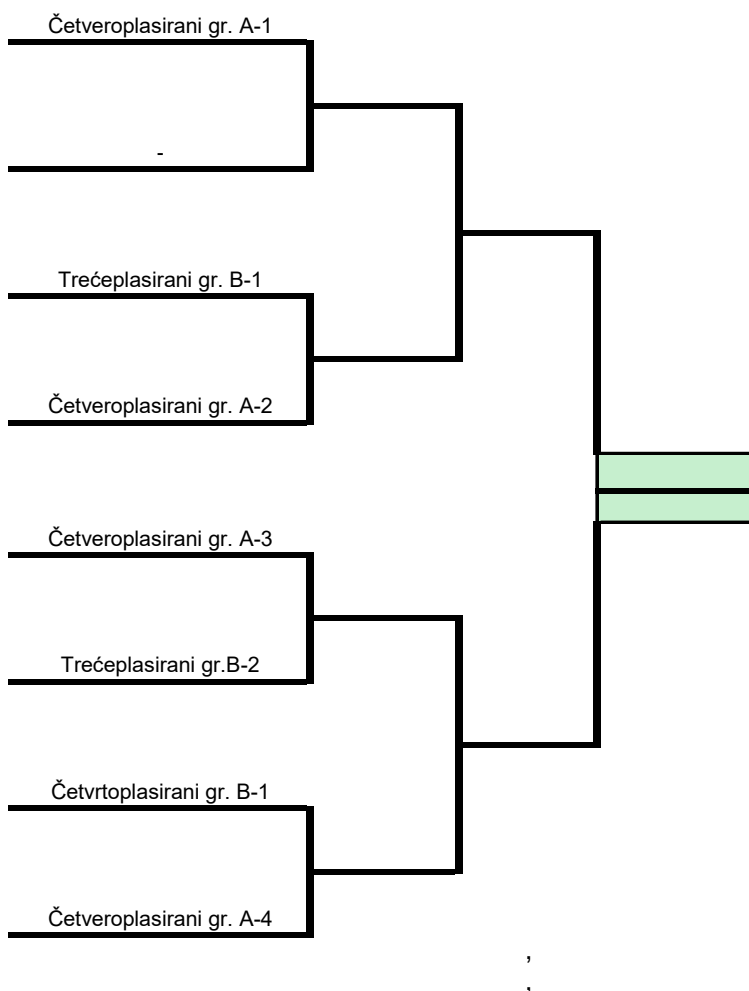 Četveroplasirani gr. A-1
-
Trećeplasirani gr. B-1
Četveroplasirani gr. A-2
Četveroplasirani gr. A-3
Trećeplasirani gr.B-2
Četvrtoplasirani gr. B-1
Četveroplasirani gr. A-4
,
,